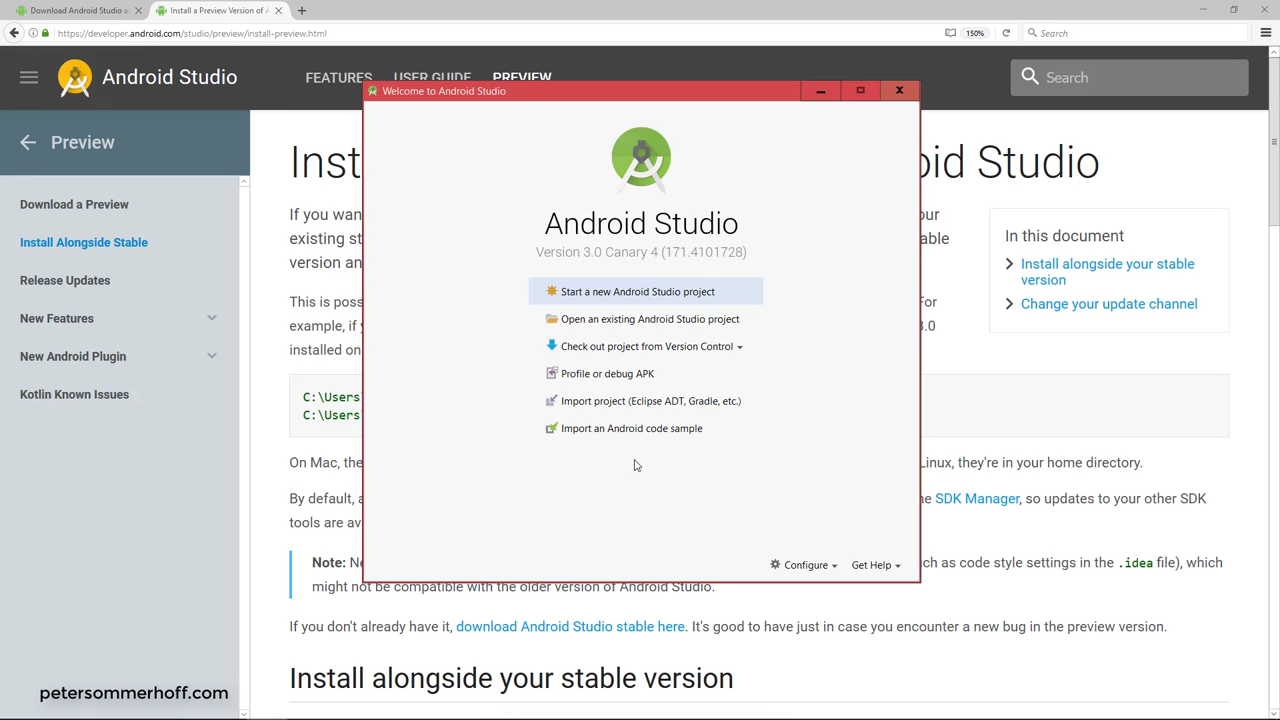 Download Android Studio a
Install a Preview Version of A
https://developer.android.com/studio/preview/install-preview.html
150%
Search
Android Studio
FEATURES
USER GUIDE
PREVIEW
Search
Welcome to Android Studio
Preview
Download a Preview
Install Alongside Stable
Release Updates
New Features
New Android Plugin
Kotlin Known Issues
Android Studio
Version 3.0 Canary 4 (171.4101728)
Start a new Android Studio project
Open an existing Android Studio project
Check out project from Version Control
Profile or debug APK
Import project (Eclipse ADT, Gradle, etc.)
Import an Android code sample
Configure
Get Help
oid Studio
If you wan
existing st
version an
This is pos
example, if
installed on
C:\Users
C:\Users
In this document
Install alongside your stable
version
Change your update channel
On Mac, the
Linux, they're in your home directory.
By default, a
SDK Manager, so updates to your other SDK
tools are av
Note:
ch as code style settings in the .idea file), which
might not be compatible with the older version of Android Studio.
If you don't already have it, download Android Studio stable here. It's good to have just in case you encounter a new bug in the preview version.
Install alongside your stable version
petersommerhoff.com